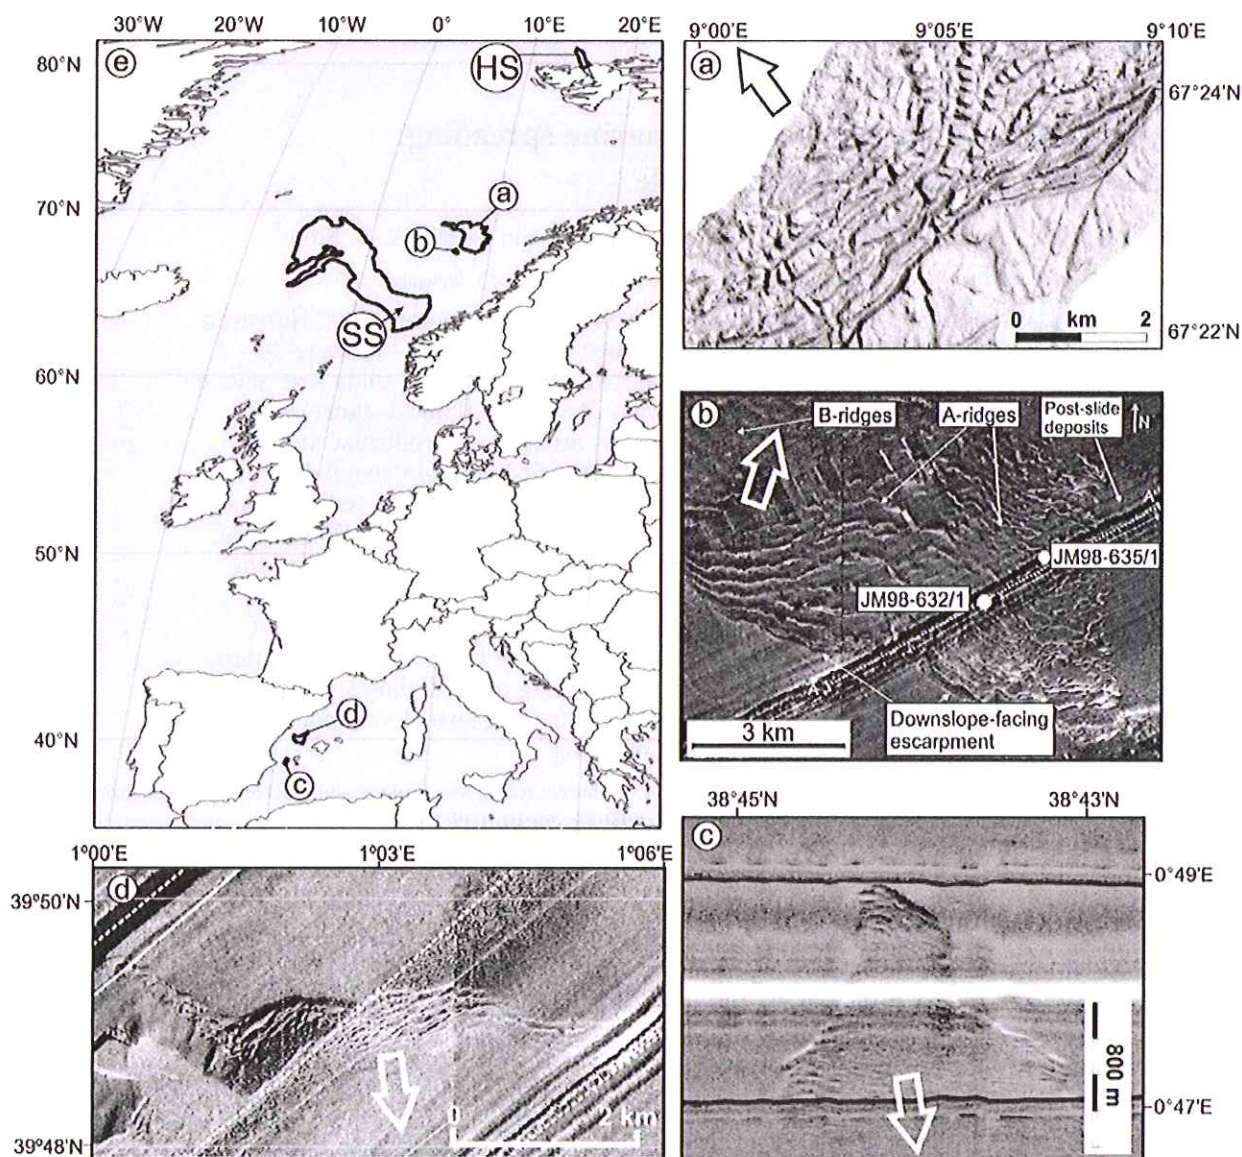 30°W 20°W 10°W 0° 10°E 20°E
80°N
70°N
60°N
50°N
40°N
e
HS
a
b
SS
d
c
9°00'E 9°05'E 9°10'E
a
67°24'N
67°22'N
0 km 2
b
B-ridges
A-ridges
Post-slide
deposits
N
JM98-635/1
JM98-632/1
3 km
Downslope-facing
escarpment
1°00'E 1°03'E 1°06'E
d
39°50'N
39°48'N
0 2 km
38°45'N 38°43'N
c
0°49'E
0°47'E
800 m